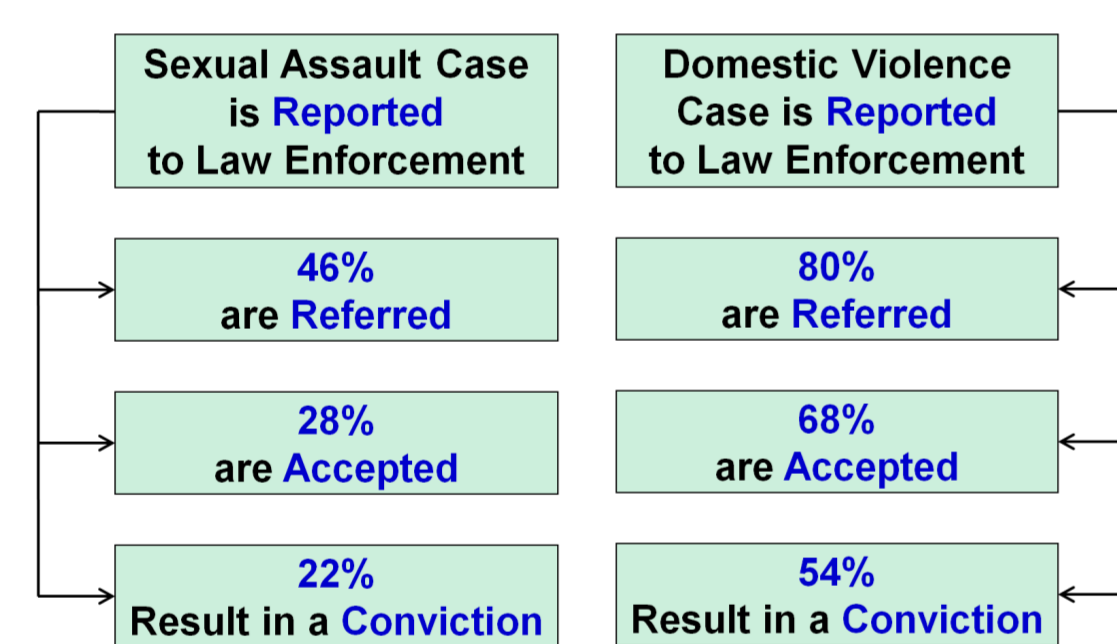 Sexual Assault Case
is Reported
to Law Enforcement
46%
are Referred
28%
are Accepted
22%
Result in a Conviction
Domestic Violence
Case is Reported
to Law Enforcement
80%
are Referred
68%
are Accepted
54%
Result in a Conviction